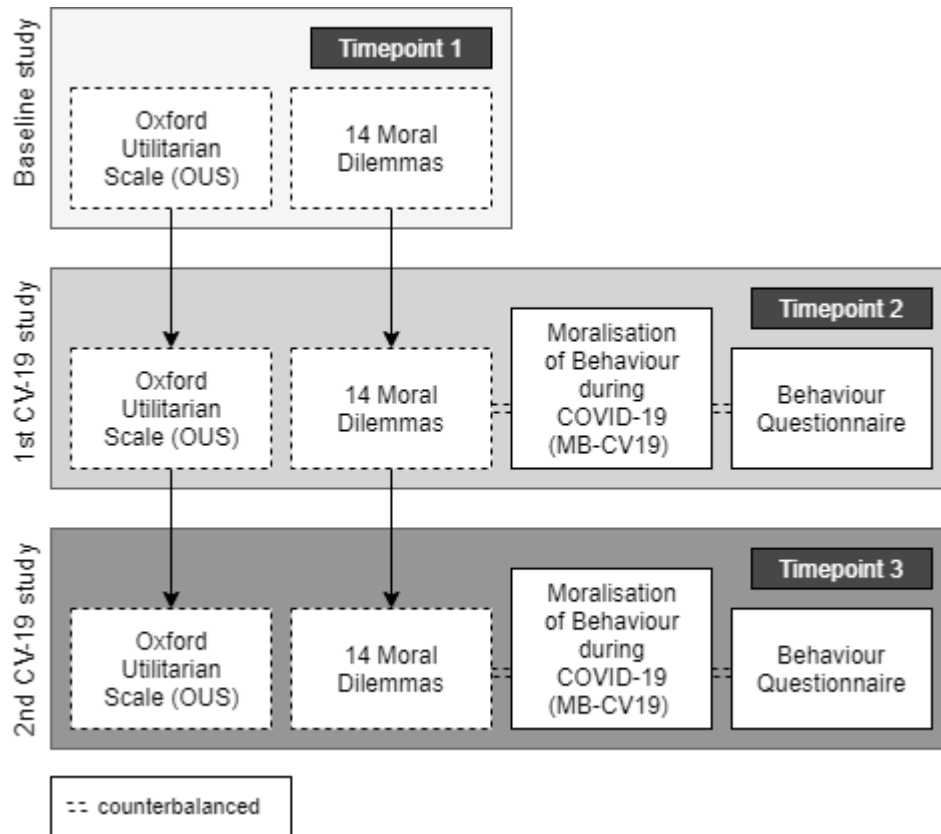 Baseline study
Timepoint 1
Oxford
Utilitarian
Scale (OUS)
14 Moral
Dilemmas
1st CV-19 study
Timepoint 2
Oxford
Utilitarian
Scale (OUS)
14 Moral
Dilemmas
Moralisation
of Behaviour
during
COVID-19
(MB-CV19)
Behaviour
Questionnaire
2nd CV-19 study
Timepoint 3
Oxford
Utilitarian
Scale (OUS)
14 Moral
Dilemmas
Moralisation
of Behaviour
during
COVID-19
(MB-CV19)
Behaviour
Questionnaire
counterbalanced